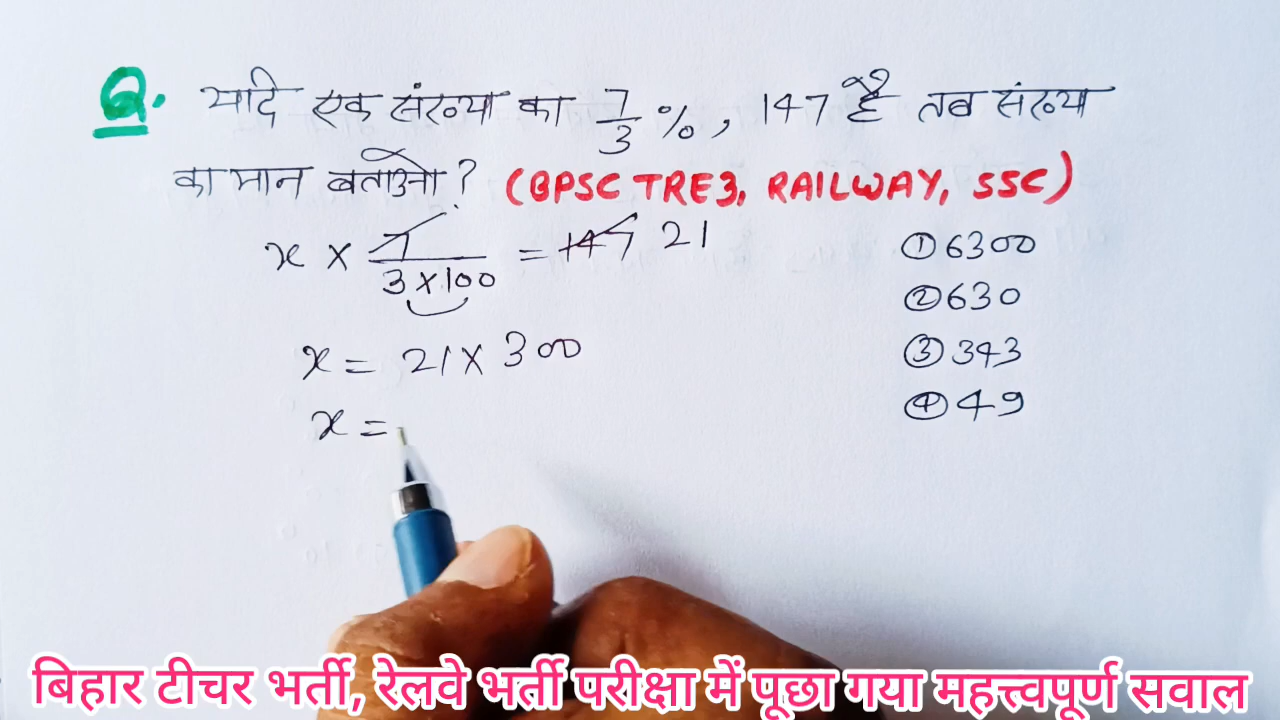 Q. यदि एक संख्या का 7/3 %, 147 है तब संख्या
का मान बताओ? (BPSC TRE3, RAILWAY, SSC)
x × 7/(3 × 100) = 147 21
x = 21 × 300
x =
① 6300
② 630
③ 343
④ 49
बिहार टीचर भर्ती, रेलवे भर्ती परीक्षा में पूछा गया महत्त्वपूर्ण सवाल